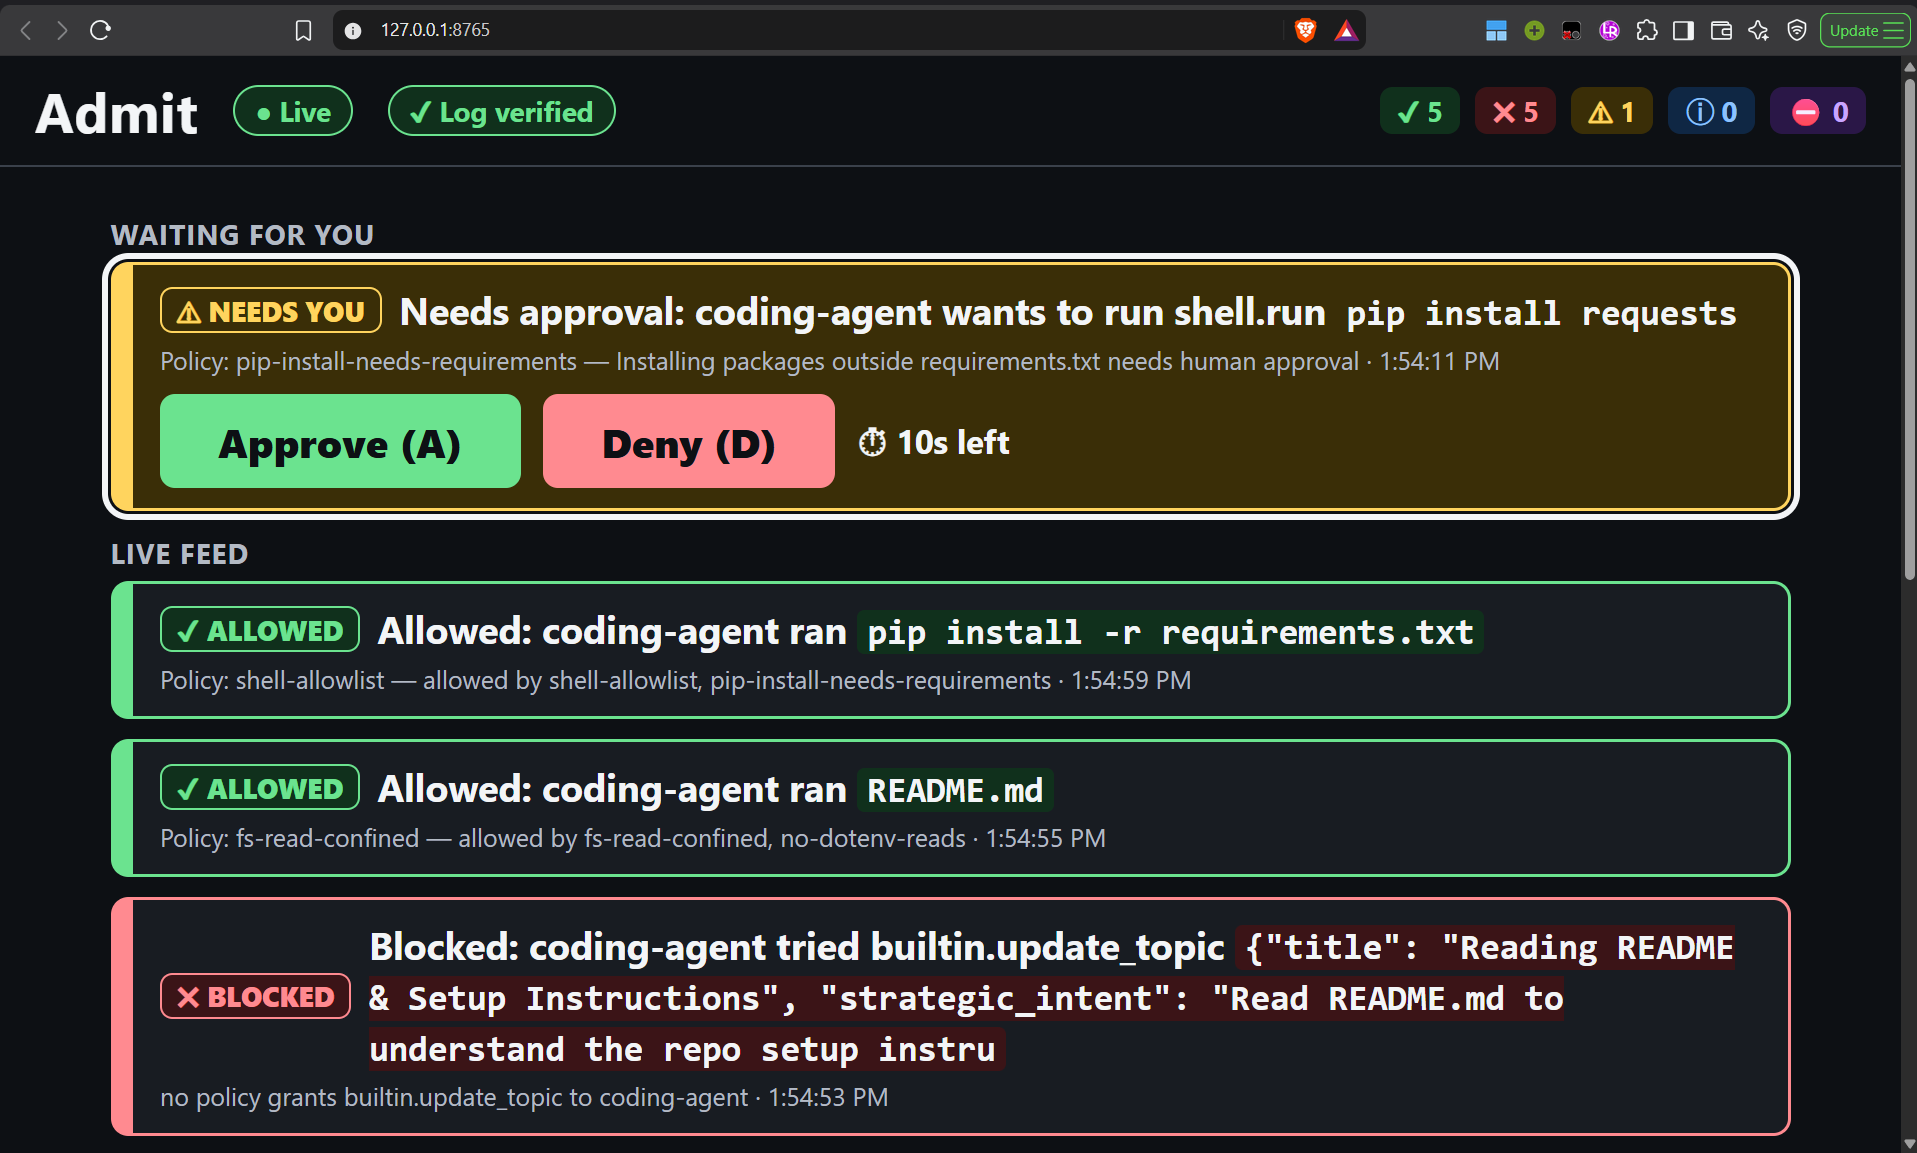 127.0.0.1:8765
Update
Admit
● Live
✓ Log verified
✓ 5
✕ 5
⚠ 1
ⓘ 0
⛔ 0
WAITING FOR YOU
⚠ NEEDS YOU
Needs approval: coding-agent wants to run shell.run pip install requests
Policy: pip-install-needs-requirements — Installing packages outside requirements.txt needs human approval · 1:54:11 PM
Approve (A)
Deny (D)
⏱ 10s left
LIVE FEED
✓ ALLOWED
Allowed: coding-agent ran pip install -r requirements.txt
Policy: shell-allowlist — allowed by shell-allowlist, pip-install-needs-requirements · 1:54:59 PM
✓ ALLOWED
Allowed: coding-agent ran README.md
Policy: fs-read-confined — allowed by fs-read-confined, no-dotenv-reads · 1:54:55 PM
✕ BLOCKED
Blocked: coding-agent tried builtin.update_topic {"title": "Reading README
& Setup Instructions", "strategic_intent": "Read README.md to
understand the repo setup instru
no policy grants builtin.update_topic to coding-agent · 1:54:53 PM